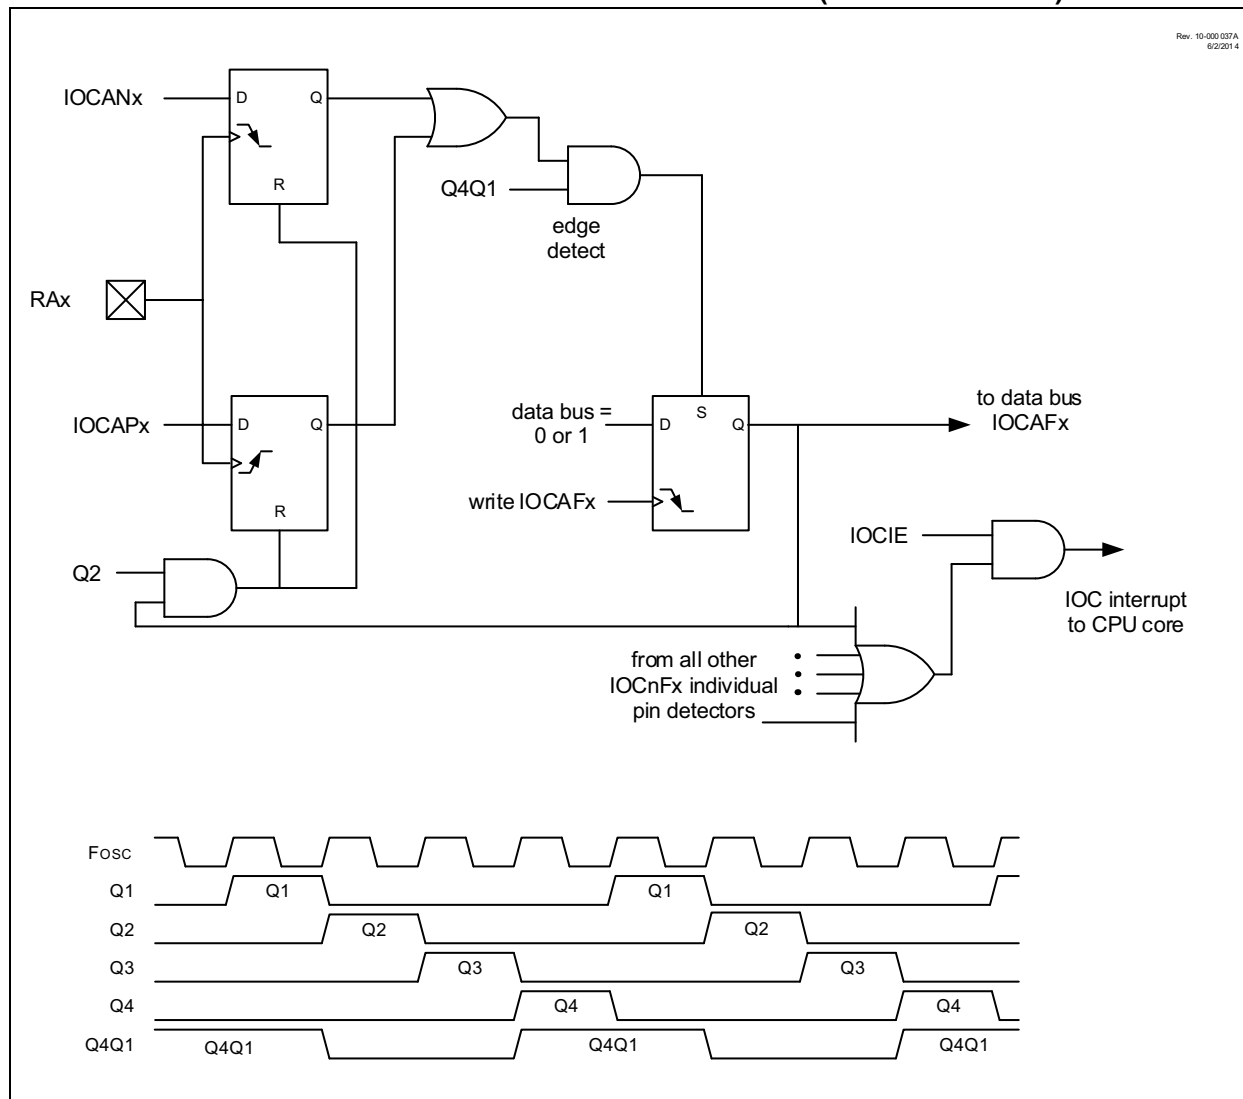 Rev. 10-000 037A
6/2/201 4
IOCANx
D
Q
R
Q4Q1
edge
detect
RAx
IOCAPx
D
Q
R
data bus =
0 or 1
S
D
Q
to data bus
IOCAFx
write IOCAFx
IOCIE
Q2
IOC interrupt
to CPU core
from all other
IOCnFx individual
pin detectors
FOSC
Q1
Q1
Q1
Q2
Q2
Q2
Q3
Q3
Q3
Q4
Q4
Q4
Q4Q1
Q4Q1
Q4Q1
Q4Q1